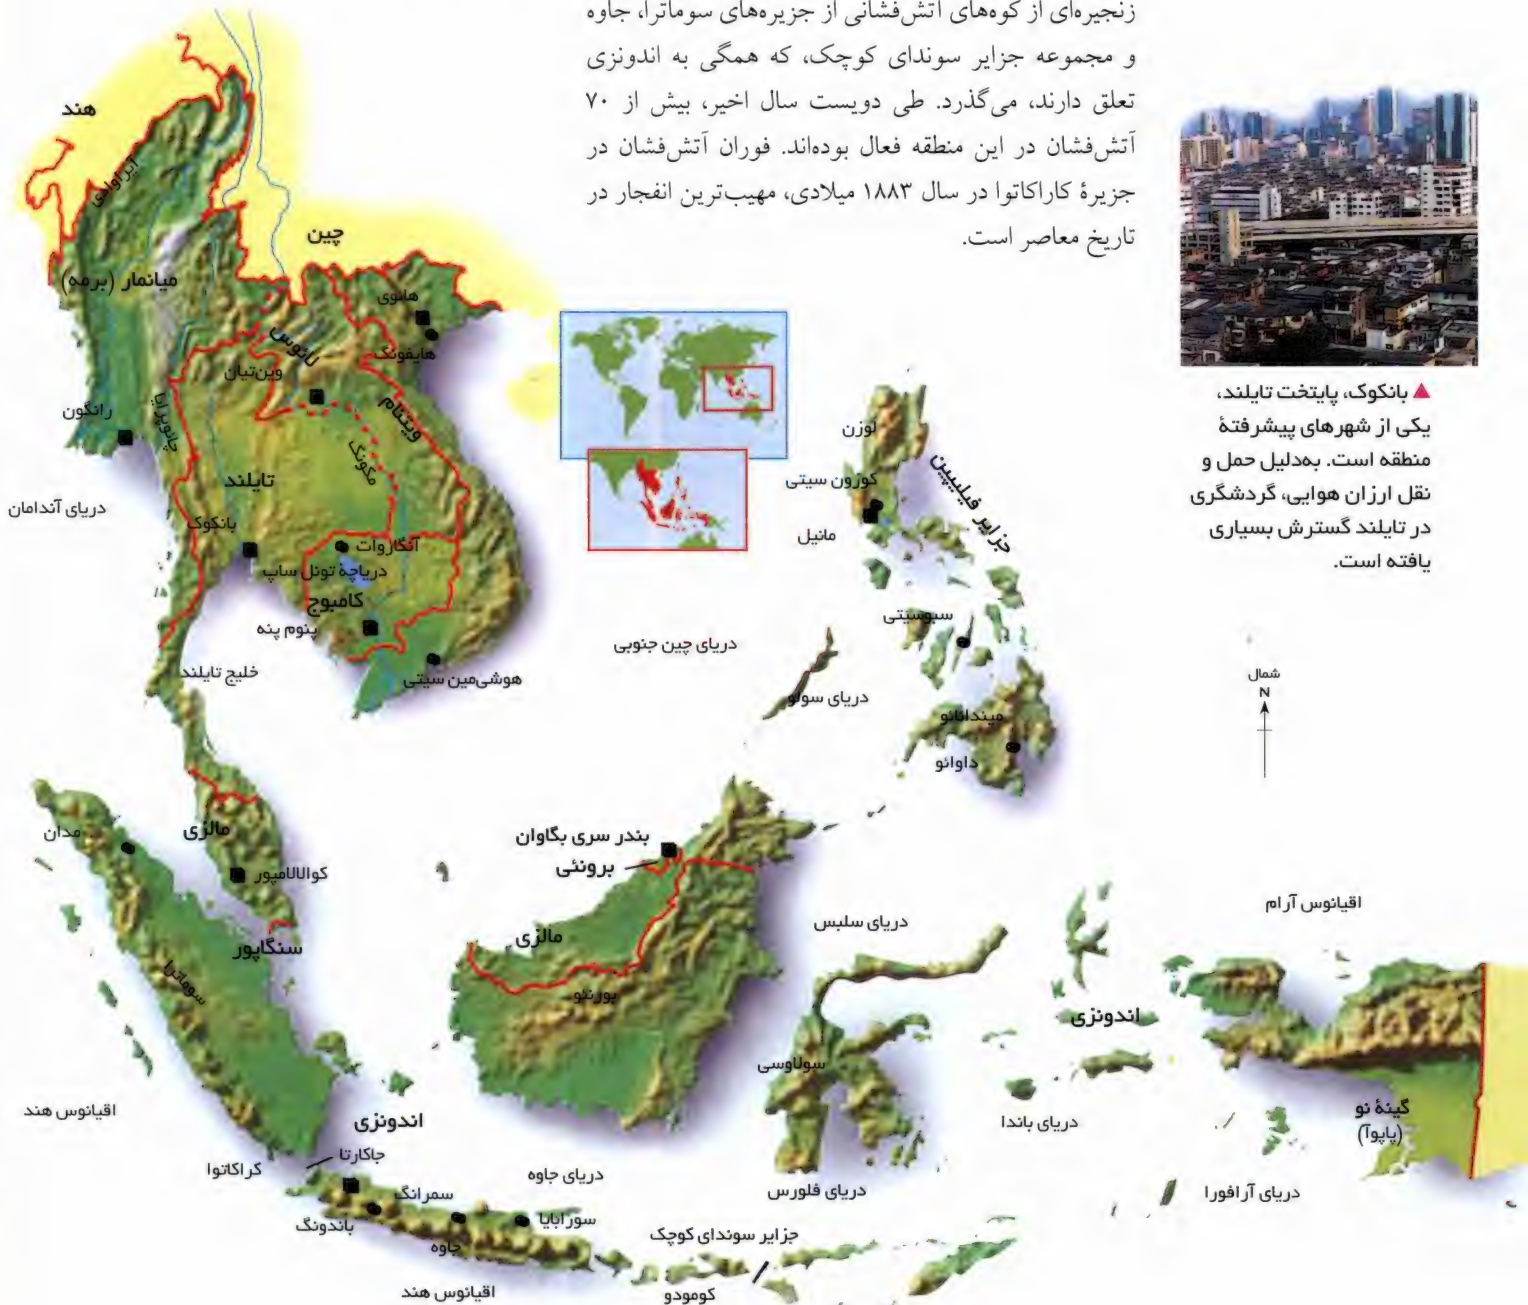 زنجیره‌ای از کوه‌های آتش‌فشانی از جزیره‌های سوماترا، جاوه
و مجموعه جزایر سوندای کوچک، که همگی به اندونزی
تعلق دارند، می‌گذرد. طی دویست سال اخیر، بیش از ۷۰
آتش‌فشان در این منطقه فعال بوده‌اند. فوران آتش‌فشان در
جزیرهٔ کاراکاتوا در سال ۱۸۸۳ میلادی، مهیب‌ترین انفجار در
تاریخ معاصر است.
▲ بانکوک، پایتخت تایلند،
یکی از شهرهای پیشرفتهٔ
منطقه است. به‌دلیل حمل و
نقل ارزان هوایی، گردشگری
در تایلند گسترش بسیاری
یافته است.
هند
آیراوادی
چین
میانمار (برمه)
هانوی
هایفونگ
لائوس
وین‌تیان
ویتنام
رانگون
چائوپرایا
مکونگ
تایلند
دریای آندامان
بانکوک
آنگاروات
دریاچهٔ تونل ساپ
کامبوج
پنوم پنه
خلیج تایلند
هوشی‌مین سیتی
لوزن
کوزون سیتی
مانیل
جزایر فیلیپین
دریای چین جنوبی
سبوسیتی
دریای سولو
میندانائو
داوائو
شمال
N
مدان
مالزی
کوالالامپور
سنگاپور
سوماترا
بندر سری بگاوان
برونئی
مالزی
بورنئو
دریای سلبس
اقیانوس آرام
اندونزی
سولاوسی
گینهٔ نو
(پاپوآ)
دریای باندا
اقیانوس هند
اندونزی
جاکارتا
کراکاتوا
دریای جاوه
دریای فلورس
دریای آرافورا
سمرانگ
باندونگ
سورابایا
جاوه
جزایر سوندای کوچک
اقیانوس هند
کومودو